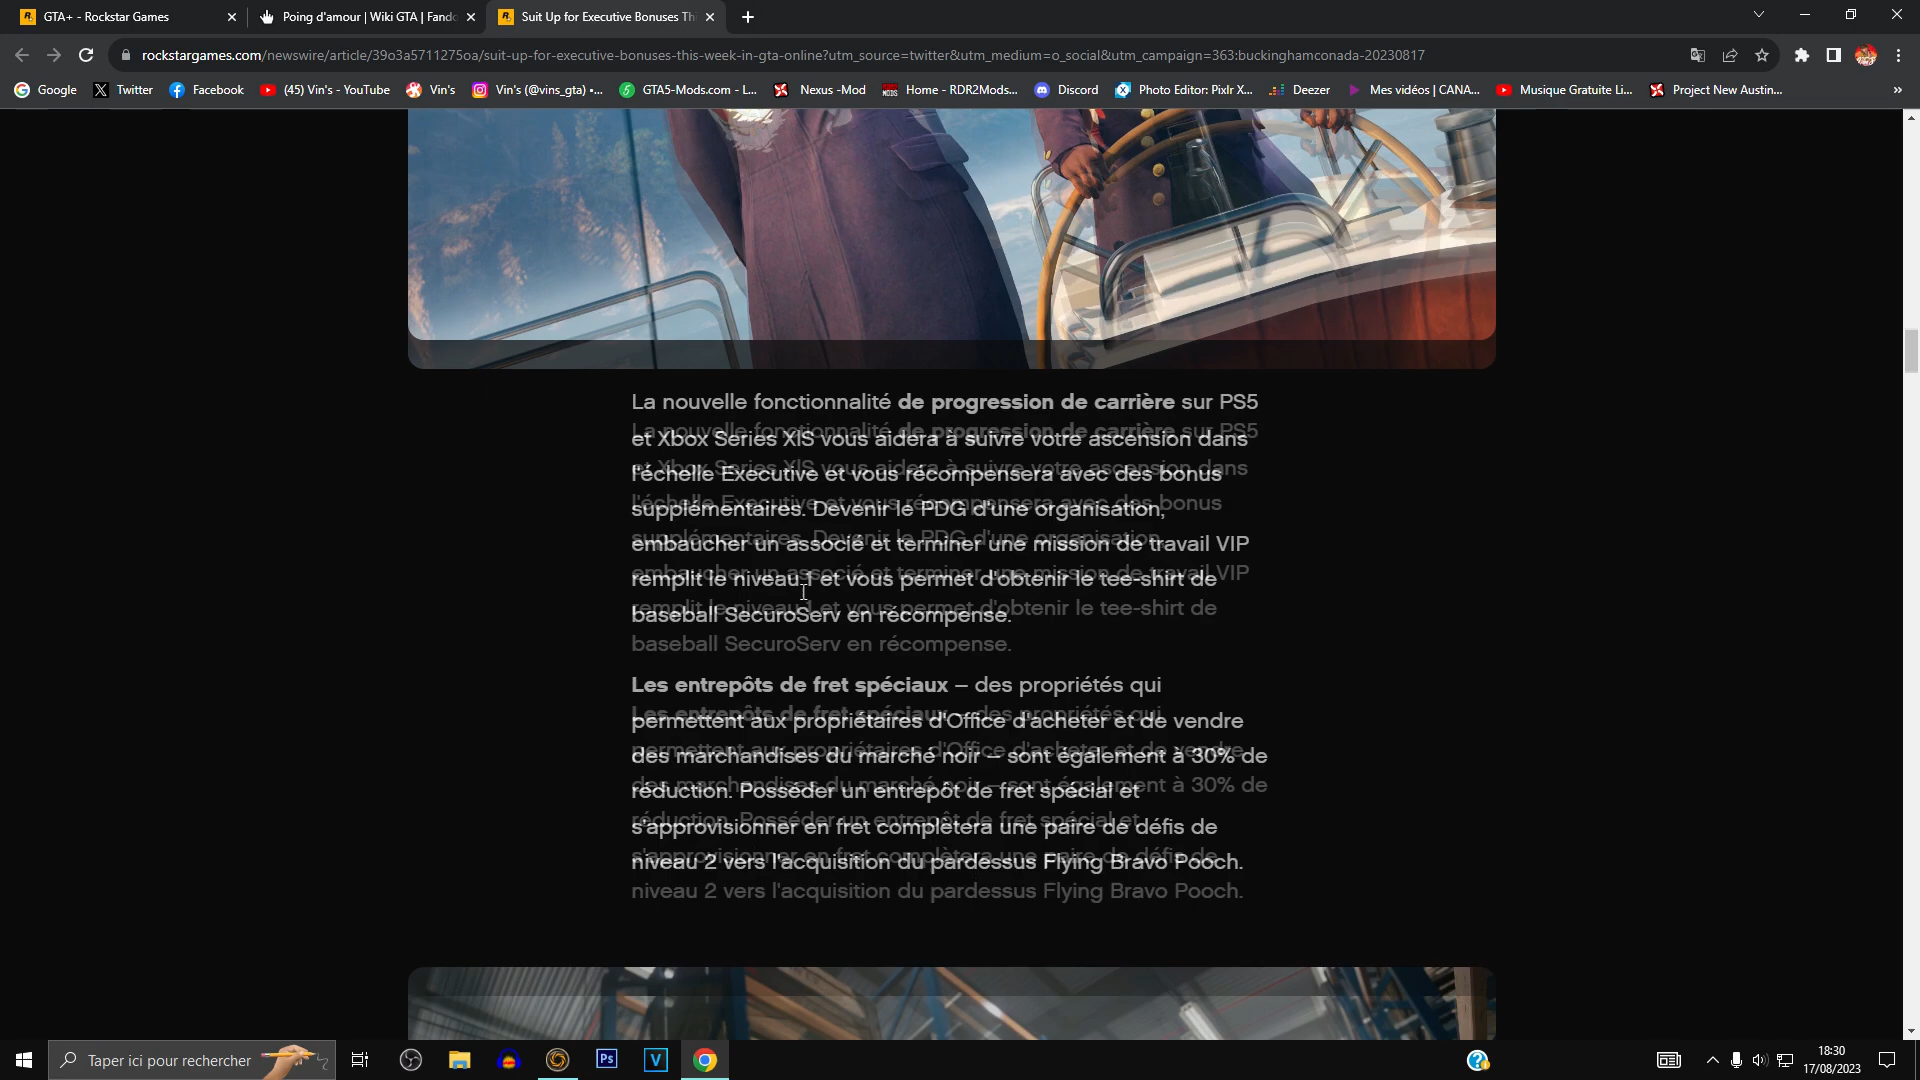 GTA+ - Rockstar Games
Poing d'amour | Wiki GTA | Fando
Suit Up for Executive Bonuses Thi
rockstargames.com/newswire/article/39o3a5711275oa/suit-up-for-executive-bonuses-this-week-in-gta-online?utm_source=twitter&utm_medium=o_social&utm_campaign=363:buckinghamconada-20230817
Google
Twitter
Facebook
(45) Vin's - YouTube
Vin's
Vin's (@vins_gta) •...
GTA5-Mods.com - L...
Nexus -Mod
Home - RDR2Mods...
Discord
Photo Editor: Pixlr X...
Deezer
Mes vidéos | CANA...
Musique Gratuite Li...
Project New Austin...
»
La nouvelle fonctionnalité de progression de carrière sur PS5
et Xbox Series X|S vous aidera à suivre votre ascension dans
l'échelle Executive et vous récompensera avec des bonus
supplémentaires. Devenir le PDG d'une organisation,
embaucher un associé et terminer une mission de travail VIP
remplit le niveau 1 et vous permet d'obtenir le tee-shirt de
baseball SecuroServ en récompense.
Les entrepôts de fret spéciaux – des propriétés qui
permettent aux propriétaires d'Office d'acheter et de vendre
des marchandises du marché noir – sont également à 30% de
réduction. Posséder un entrepôt de fret spécial et
s'approvisionner en fret complètera une paire de défis de
niveau 2 vers l'acquisition du pardessus Flying Bravo Pooch.
Taper ici pour rechercher
Ps
V
18:30
17/08/2023